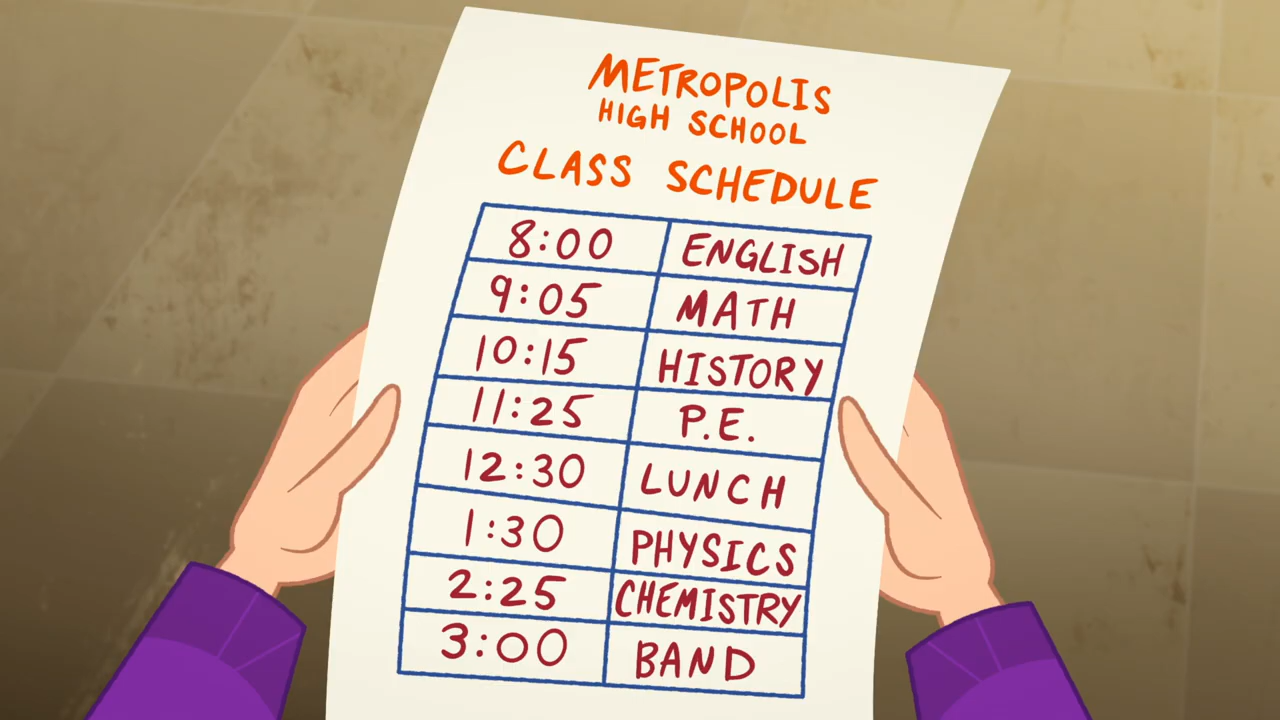 METROPOLIS
HIGH SCHOOL
CLASS SCHEDULE
8:00 ENGLISH
9:05 MATH
10:15 HISTORY
11:25 P.E.
12:30 LUNCH
1:30 PHYSICS
2:25 CHEMISTRY
3:00 BAND